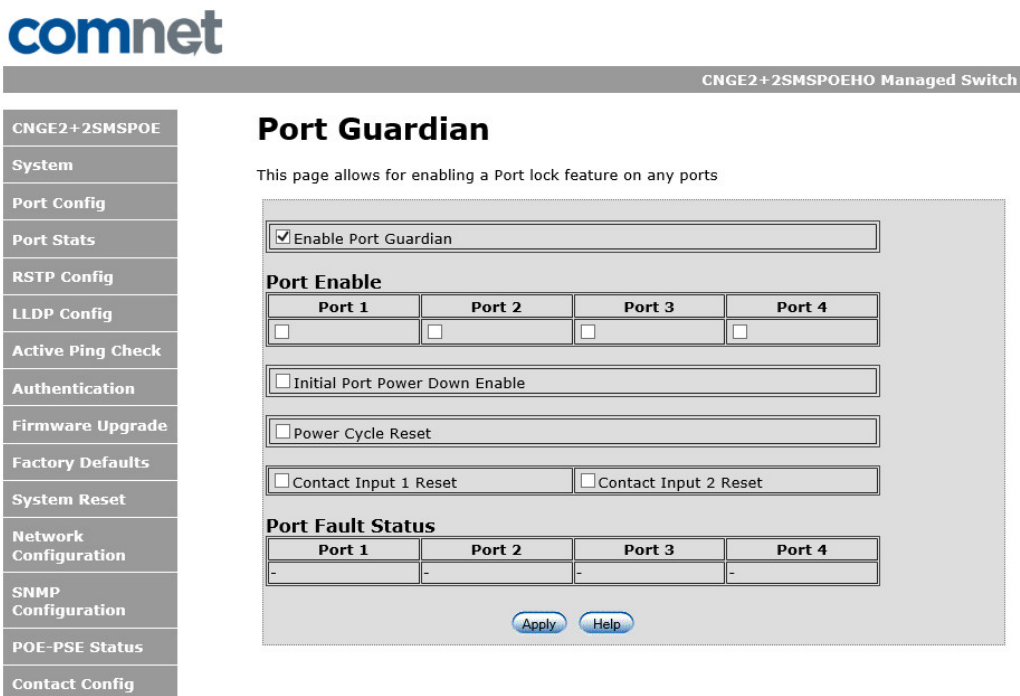 comnet
CNGE2+2SMSPOEHO Managed Switch
CNGE2+2SMSPOE
System
Port Config
Port Stats
RSTP Config
LLDP Config
Active Ping Check
Authentication
Firmware Upgrade
Factory Defaults
System Reset
Network
Configuration
SNMP
Configuration
POE-PSE Status
Contact Config
Port Guardian
This page allows for enabling a Port lock feature on any ports
Enable Port Guardian
Port Enable
Port 1 Port 2 Port 3 Port 4
Initial Port Power Down Enable
Power Cycle Reset
Contact Input 1 Reset Contact Input 2 Reset
Port Fault Status
Port 1 Port 2 Port 3 Port 4
- - - -
Apply Help